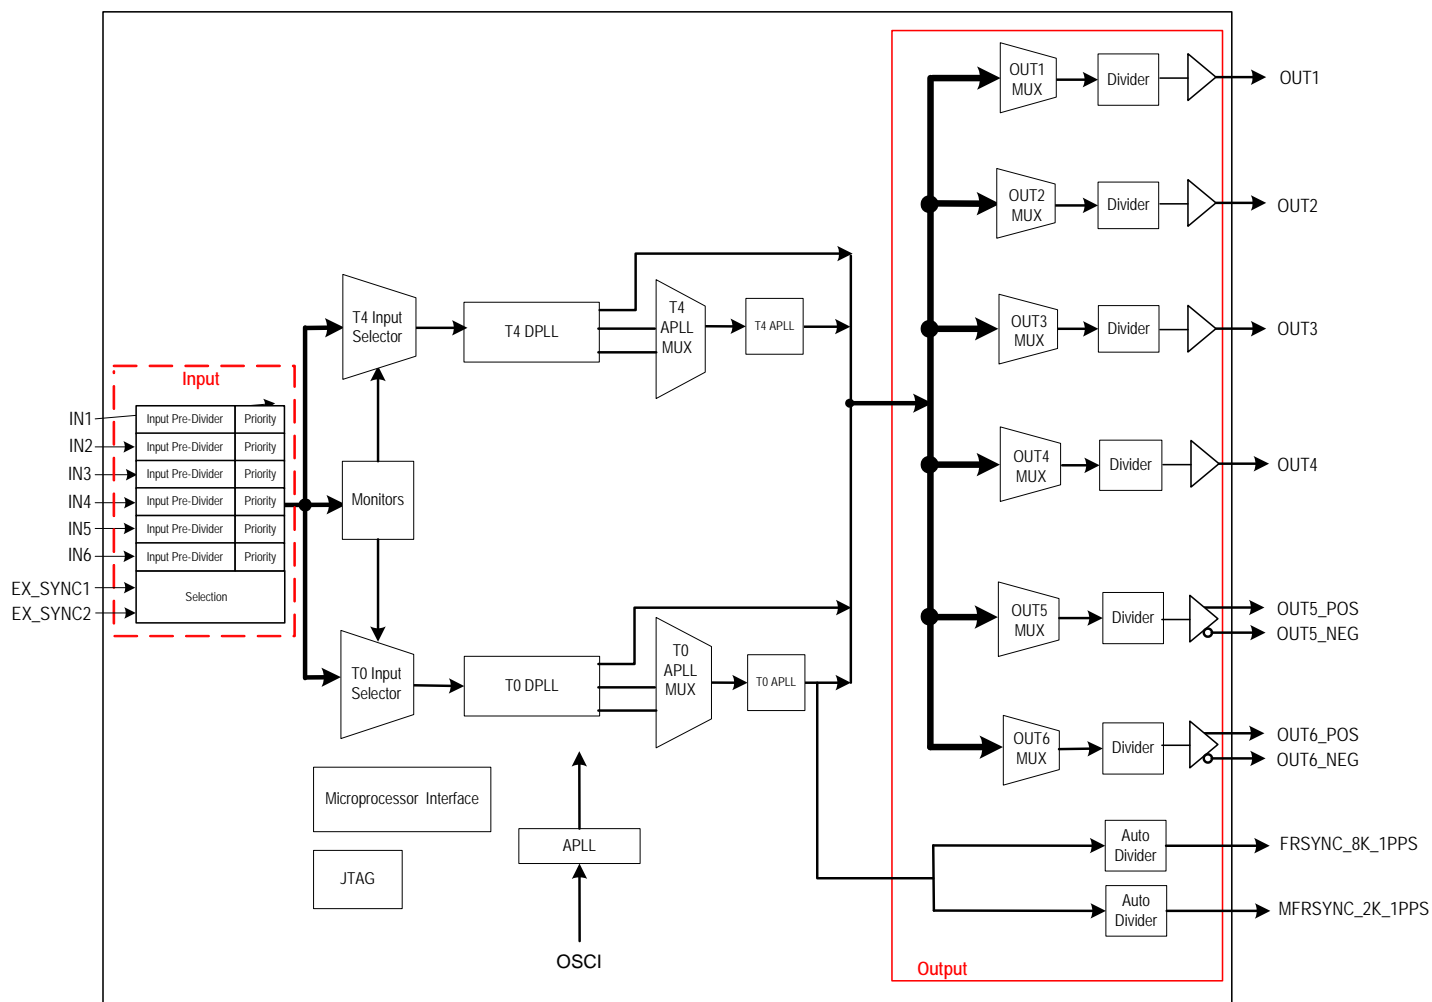 OUT1
MUX
Divider
OUT1
OUT2
MUX
Divider
OUT2
OUT3
MUX
Divider
OUT3
OUT4
MUX
Divider
OUT4
OUT5
MUX
Divider
OUT5_POS
OUT5_NEG
OUT6
MUX
Divider
OUT6_POS
OUT6_NEG
Auto
Divider
FRSYNC_8K_1PPS
Auto
Divider
MFRSYNC_2K_1PPS
Output
T4 Input
Selector
T4 DPLL
T4
APLL
MUX
T4 APLL
Input
IN1
Input Pre-Divider
Priority
IN2
Input Pre-Divider
Priority
IN3
Input Pre-Divider
Priority
IN4
Input Pre-Divider
Priority
IN5
Input Pre-Divider
Priority
IN6
Input Pre-Divider
Priority
EX_SYNC1
EX_SYNC2
Selection
Monitors
T0 Input
Selector
T0 DPLL
T0
APLL
MUX
T0 APLL
Microprocessor Interface
JTAG
APLL
OSCI